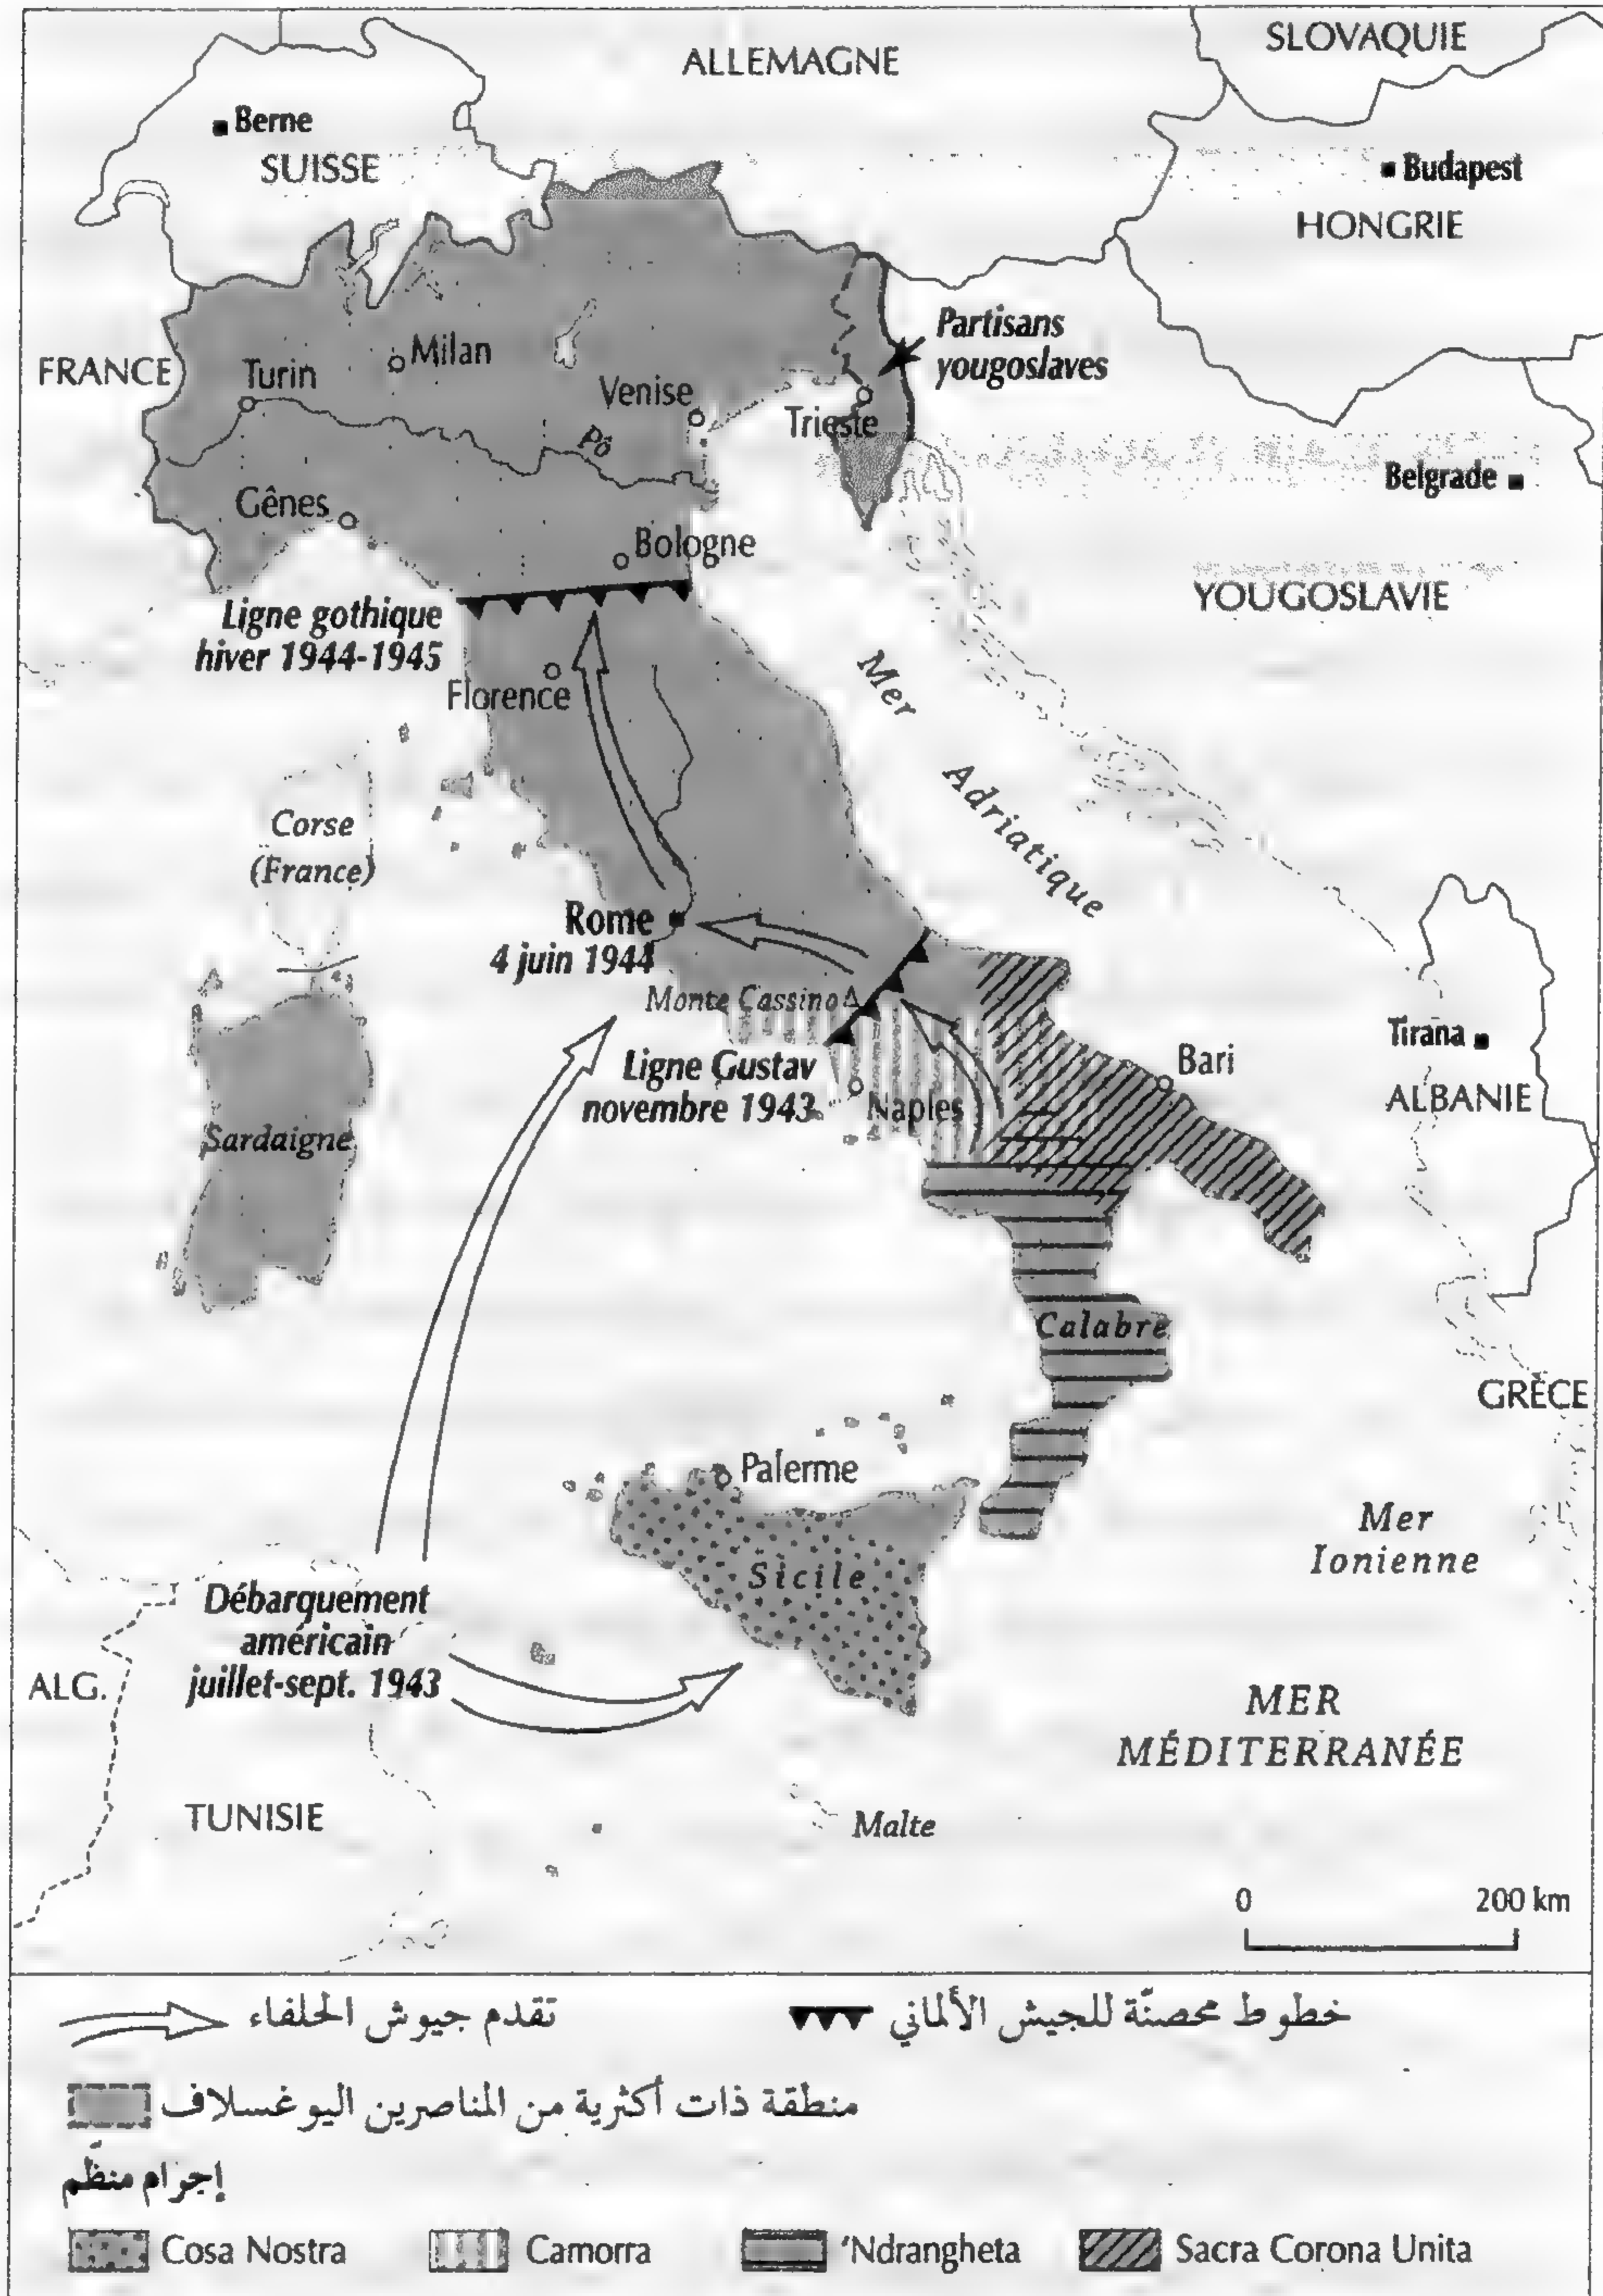 ALLEMAGNE
SLOVAQUIE
Berne
SUISSE
Budapest
HONGRIE
Partisans
yougoslaves
FRANCE
Turin
Milan
Venise
Trieste
Pô
Belgrade
Gênes
Bologne
YOUGOSLAVIE
Ligne gothique
hiver 1944-1945
Florence
Mer
Adriatique
Corse
(France)
Rome
4 juin 1944
Monte Cassino
Ligne Gustav
novembre 1943
Naples
Bari
Tirana
ALBANIE
Sardaigne
Calabre
GRÈCE
Palerme
Sicile
Mer
Ionienne
Débarquement
américain
juillet-sept. 1943
ALG.
MER
MÉDITERRANÉE
TUNISIE
Malte
0 200 km
تقدم جيوش الحلفاء
خطوط محصنّة للجيش الألماني
منطقة ذات أكثرية من المناصرين اليوغسلاف
إجرام منظّم
Cosa Nostra
Camorra
'Ndrangheta
Sacra Corona Unita